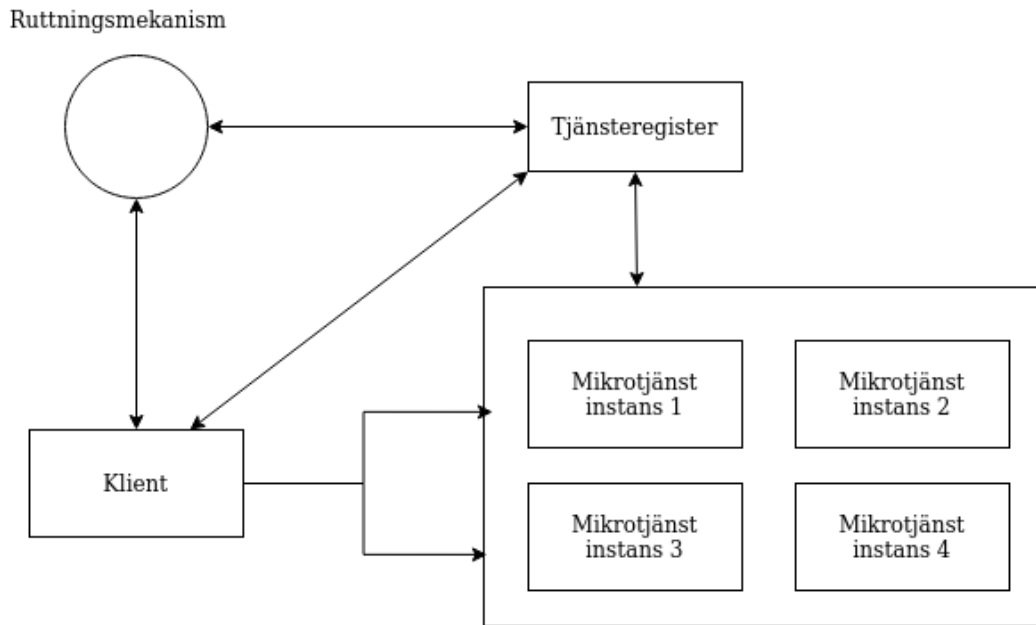 Ruttningsmekanism
Tjänsteregister
Mikrotjänst
instans 1
Mikrotjänst
instans 2
Klient
Mikrotjänst
instans 3
Mikrotjänst
instans 4